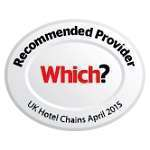 Recommended Provider
Which?
UK Hotel Chains April 2015